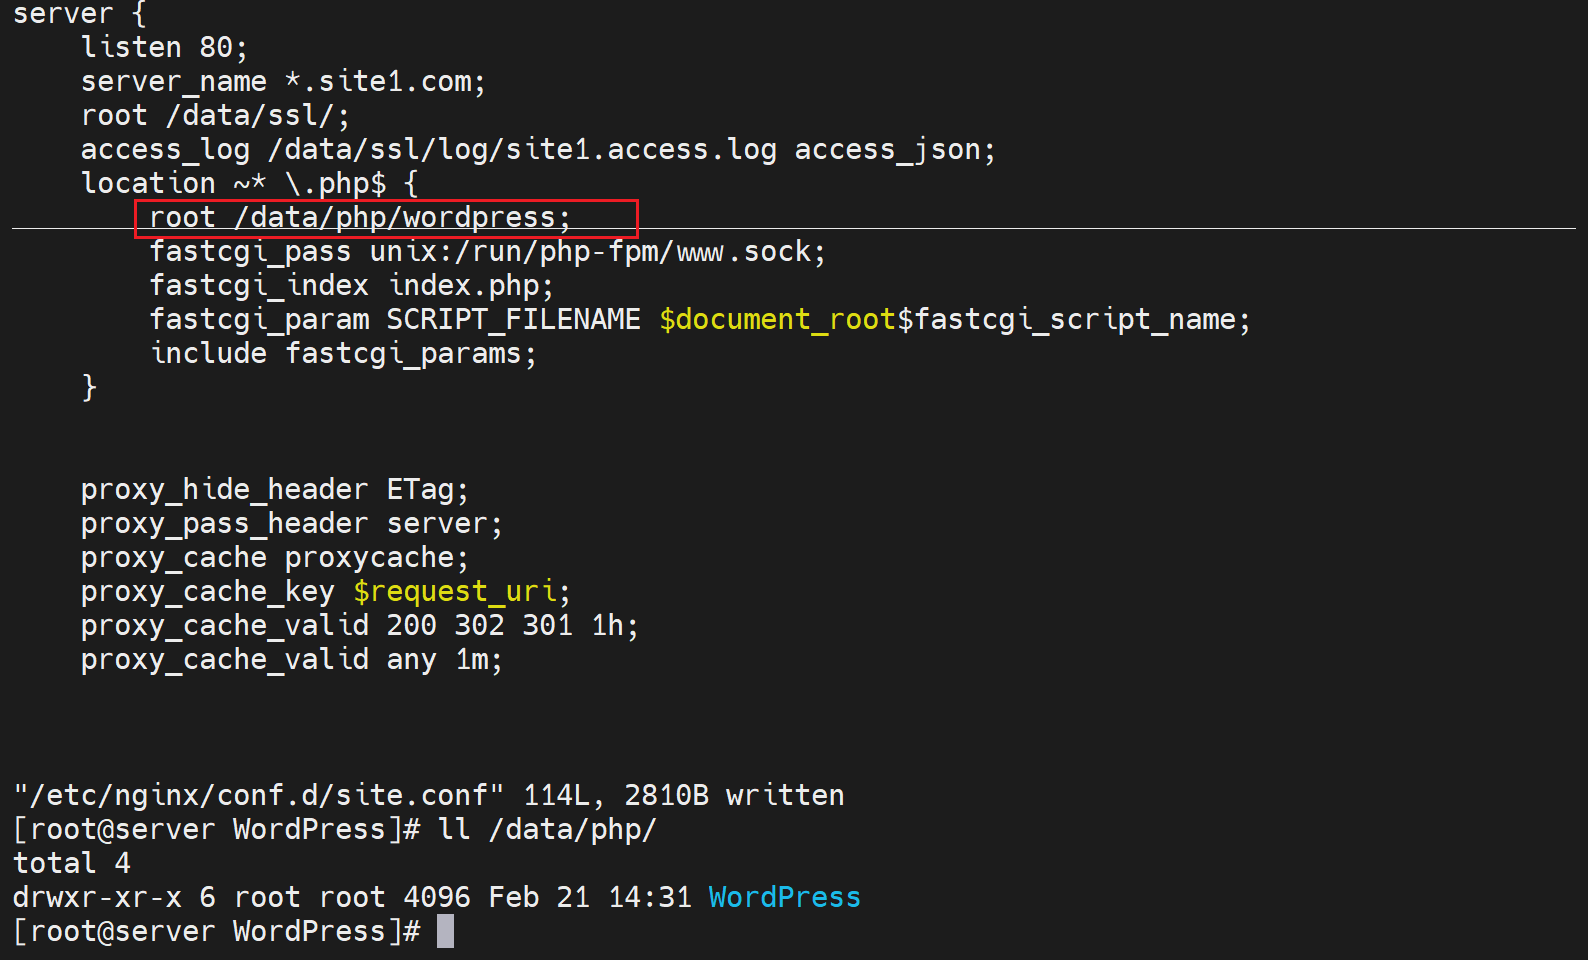 server {
    listen 80;
    server_name *.site1.com;
    root /data/ssl/;
    access_log /data/ssl/log/site1.access.log access_json;
    location ~* \.php$ {
        root /data/php/wordpress;
        fastcgi_pass unix:/run/php-fpm/www.sock;
        fastcgi_index index.php;
        fastcgi_param SCRIPT_FILENAME $document_root$fastcgi_script_name;
        include fastcgi_params;
    }
    proxy_hide_header ETag;
    proxy_pass_header server;
    proxy_cache proxycache;
    proxy_cache_key $request_uri;
    proxy_cache_valid 200 302 301 1h;
    proxy_cache_valid any 1m;
"/etc/nginx/conf.d/site.conf" 114L, 2810B written
[root@server WordPress]# ll /data/php/
total 4
drwxr-xr-x 6 root root 4096 Feb 21 14:31 WordPress
[root@server WordPress]#